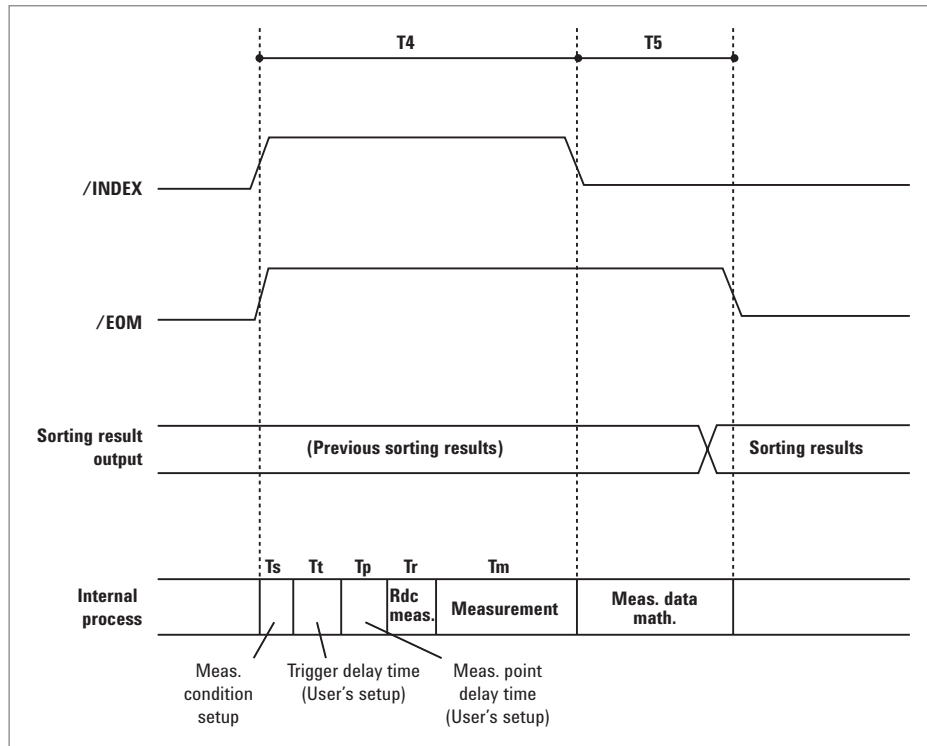 T4 T5
/INDEX
/EOM
Sorting result
output
(Previous sorting results) Sorting results
Ts Tt Tp Tr Tm
Internal
process
Rdc
meas.
Measurement
Meas. data
math.
Meas.
condition
setup
Trigger delay time
(User's setup)
Meas. point
delay time
(User's setup)